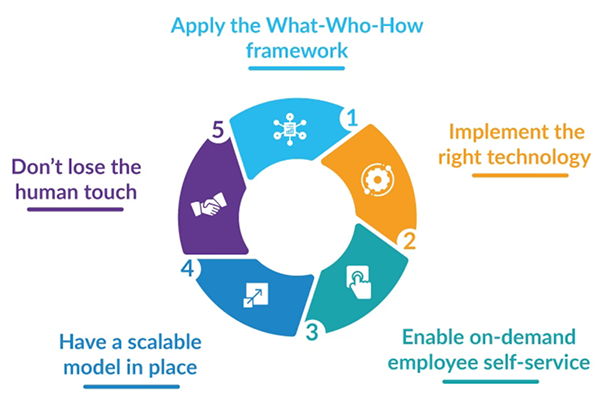 Apply the What-Who-How
framework
1
Implement the
right technology
2
Enable on-demand
employee self-service
3
Have a scalable
model in place
4
Don’t lose the
human touch
5